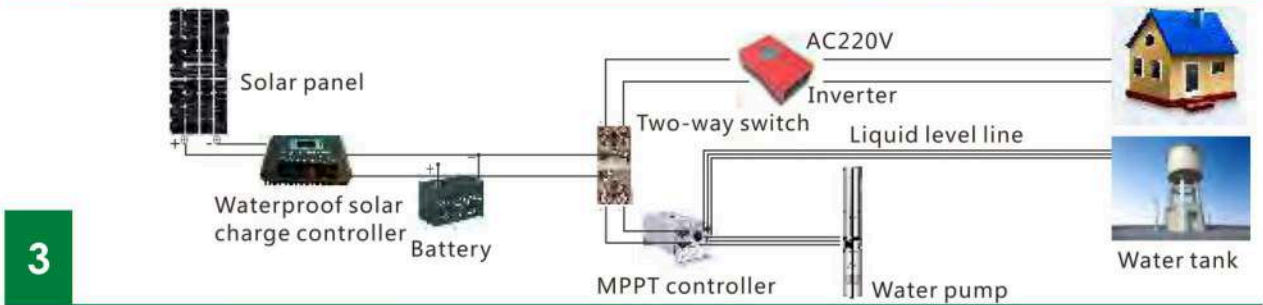 AC220V
Solar panel
Inverter
Two-way switch
Liquid level line
+ -
+ -
Waterproof solar
charge controller
Battery
3
MPPT controller
Water pump
Water tank